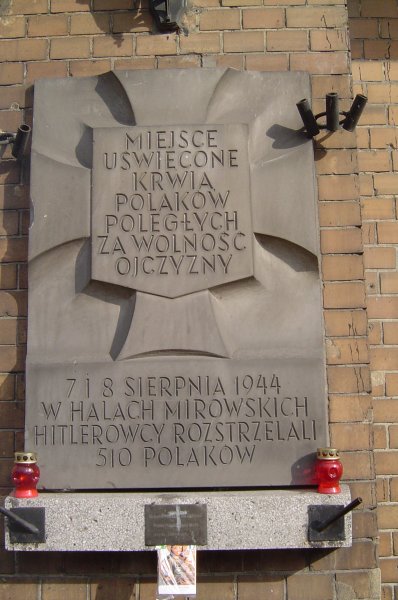 MIEJSCE
UŚWIĘCONE
KRWIĄ
POLAKÓW
POLEGŁYCH
ZA WOLNOŚĆ
OJCZYZNY
7 I 8 SIERPNIA 1944
W HALACH MIROWSKICH
HITLEROWCY ROZSTRZELALI
510 POLAKÓW